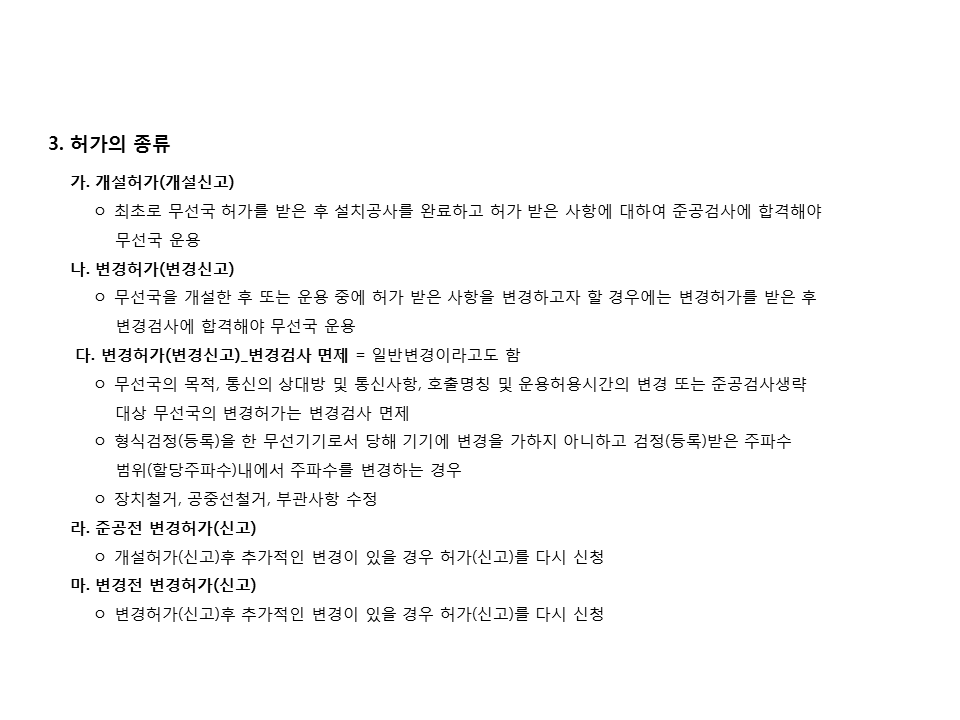 3. 허가의 종류
가. 개설허가(개설신고)
ㅇ 최초로 무선국 허가를 받은 후 설치공사를 완료하고 허가 받은 사항에 대하여 준공검사에 합격해야
무선국 운용
나. 변경허가(변경신고)
ㅇ 무선국을 개설한 후 또는 운용 중에 허가 받은 사항을 변경하고자 할 경우에는 변경허가를 받은 후
변경검사에 합격해야 무선국 운용
다. 변경허가(변경신고)_변경검사 면제 = 일반변경이라고도 함
ㅇ 무선국의 목적, 통신의 상대방 및 통신사항, 호출명칭 및 운용허용시간의 변경 또는 준공검사생략
대상 무선국의 변경허가는 변경검사 면제
ㅇ 형식검정(등록)을 한 무선기기로서 당해 기기에 변경을 가하지 아니하고 검정(등록)받은 주파수
범위(할당주파수)내에서 주파수를 변경하는 경우
ㅇ 장치철거, 공중선철거, 부관사항 수정
라. 준공전 변경허가(신고)
ㅇ 개설허가(신고)후 추가적인 변경이 있을 경우 허가(신고)를 다시 신청
마. 변경전 변경허가(신고)
ㅇ 변경허가(신고)후 추가적인 변경이 있을 경우 허가(신고)를 다시 신청